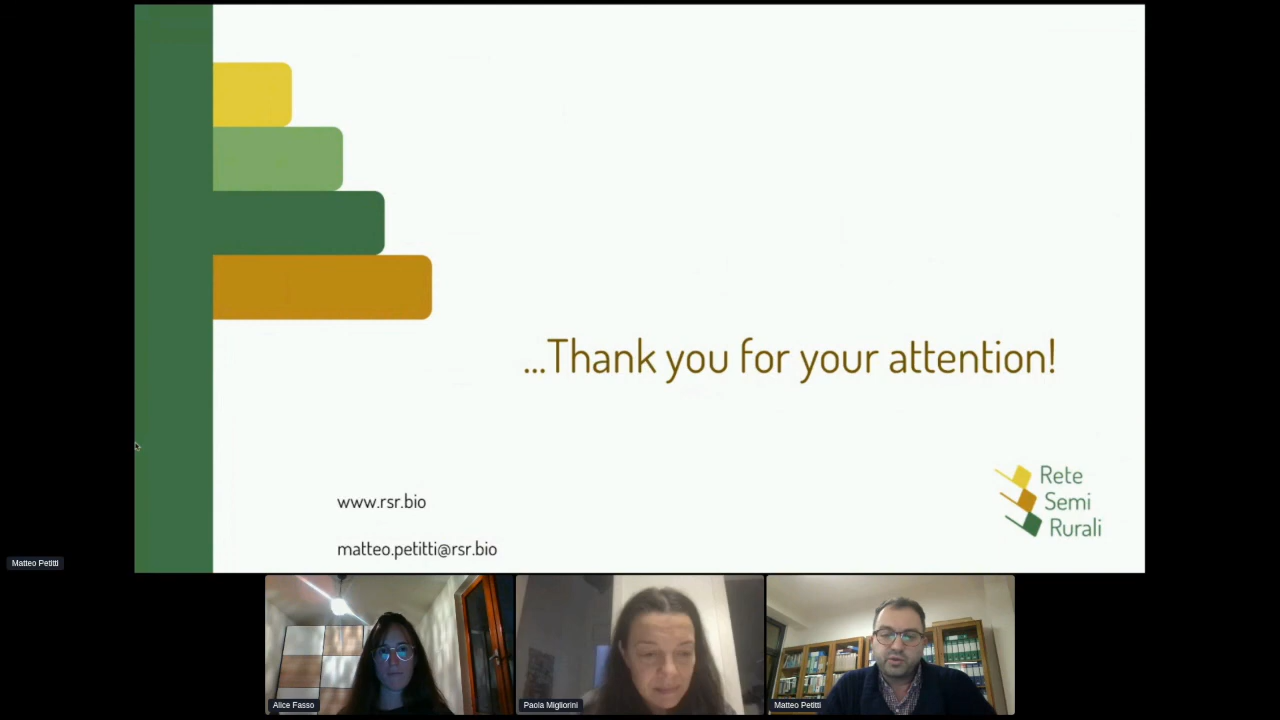 ...Thank you for your attention!
www.rsr.bio
matteo.petitti@rsr.bio
Rete
Semi
Rurali
Matteo Petitti
Alice Fasso
Paola Migliorini
Matteo Petitti